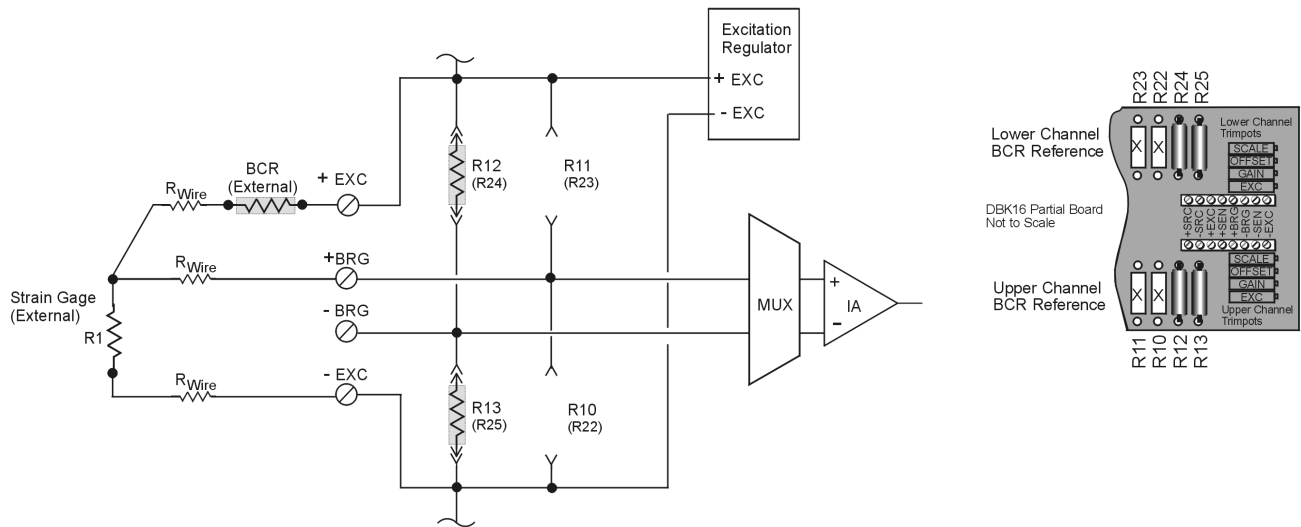 Excitation
Regulator
+ EXC
- EXC
R12
(R24)
R11
(R23)
BCR
(External)
+ EXC
RWire
RWire
+BRG
Strain Gage
(External)
R1
- BRG
MUX
+
IA
-
RWire
- EXC
R13
(R25)
R10
(R22)
R23
R22
R24
R25
Lower Channel
BCR Reference
X
X
Lower Channel
Trimpots
SCALE
OFFSET
GAIN
EXC
DBK16 Partial Board
Not to Scale
+SRC
-SRC
+EXC
+SEN
+BRG
-BRG
-SEN
-EXC
Upper Channel
BCR Reference
X
X
SCALE
OFFSET
GAIN
EXC
Upper Channel
Trimpots
R11
R10
R12
R13